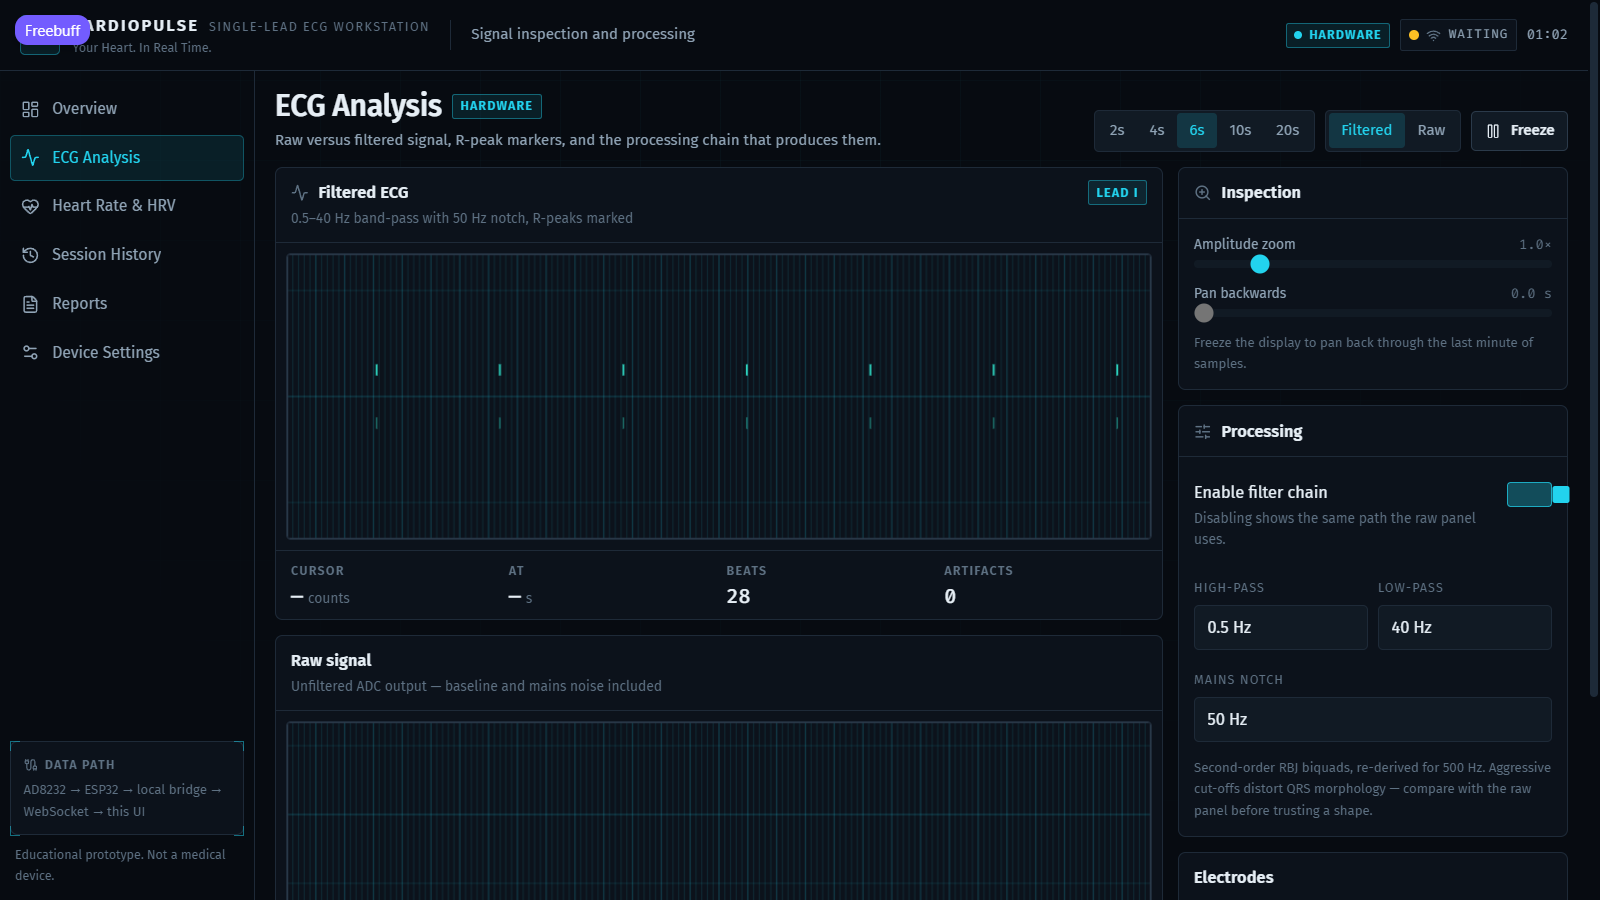 Freebuff
ARDIOPULSE SINGLE-LEAD ECG WORKSTATION
Your Heart. In Real Time.
Signal inspection and processing
HARDWARE
WAITING
01:02
Overview
ECG Analysis
Heart Rate & HRV
Session History
Reports
Device Settings
DATA PATH
AD8232 → ESP32 → local bridge →
WebSocket → this UI
Educational prototype. Not a medical
device.
ECG Analysis HARDWARE
Raw versus filtered signal, R-peak markers, and the processing chain that produces them.
2s 4s 6s 10s 20s
Filtered Raw
Freeze
Filtered ECG
LEAD I
0.5–40 Hz band-pass with 50 Hz notch, R-peaks marked
CURSOR AT BEATS ARTIFACTS
— counts — s 28 0
Raw signal
Unfiltered ADC output — baseline and mains noise included
Inspection
Amplitude zoom 1.0×
Pan backwards 0.0 s
Freeze the display to pan back through the last minute of
samples.
Processing
Enable filter chain
Disabling shows the same path the raw panel
uses.
HIGH-PASS LOW-PASS
0.5 Hz 40 Hz
MAINS NOTCH
50 Hz
Second-order RBJ biquads, re-derived for 500 Hz. Aggressive
cut-offs distort QRS morphology — compare with the raw
panel before trusting a shape.
Electrodes